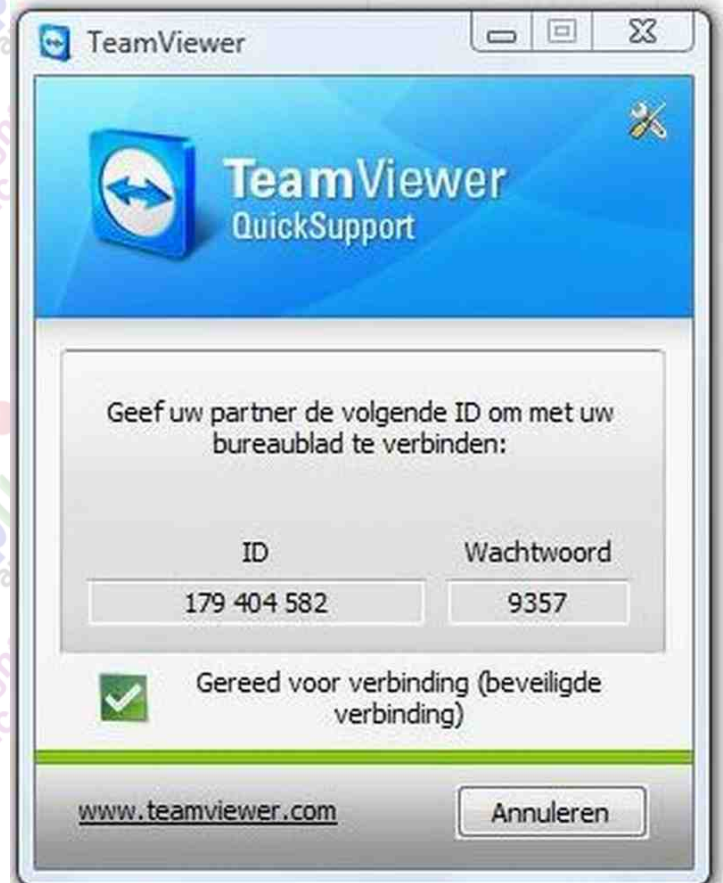 TeamViewer
TeamViewer
QuickSupport
Geef uw partner de volgende ID om met uw
bureaublad te verbinden:
ID Wachtwoord
179 404 582 9357
Gereed voor verbinding (beveiligde
verbinding)
www.teamviewer.com Annuleren